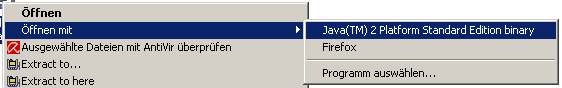 Öffnen
Öffnen mit
Java(TM) 2 Platform Standard Edition binary
Ausgewählte Dateien mit AntiVir überprüfen
Firefox
Extract to...
Extract to here
Programm auswählen...